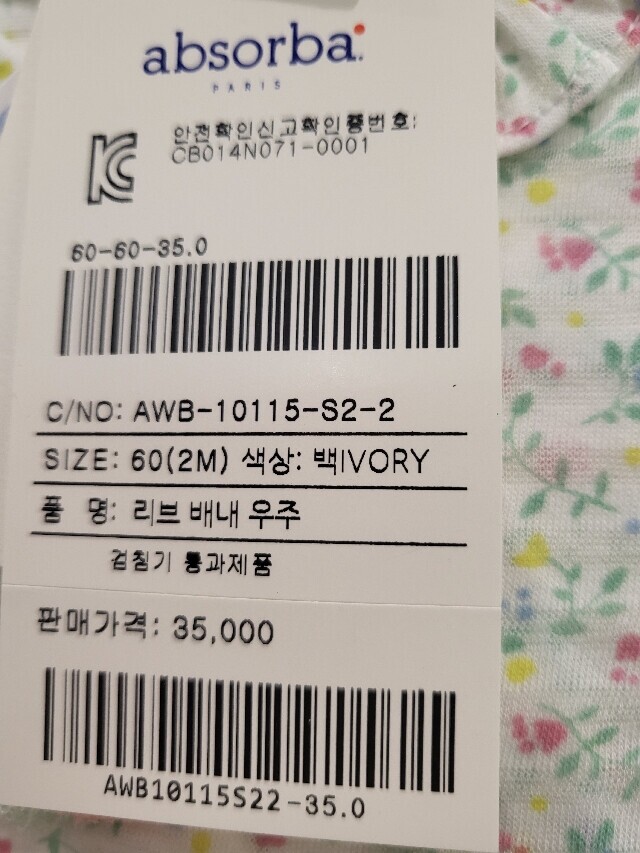 absorba
PARIS
안전확인신고확인증번호:
CB014N071-0001
60-60-35.0
C/NO: AWB-10115-S2-2
SIZE: 60(2M) 색상: 백IVORY
품 명: 리브 배내 우주
검침기 통과제품
판매가격: 35,000
AWB10115S22-35.0